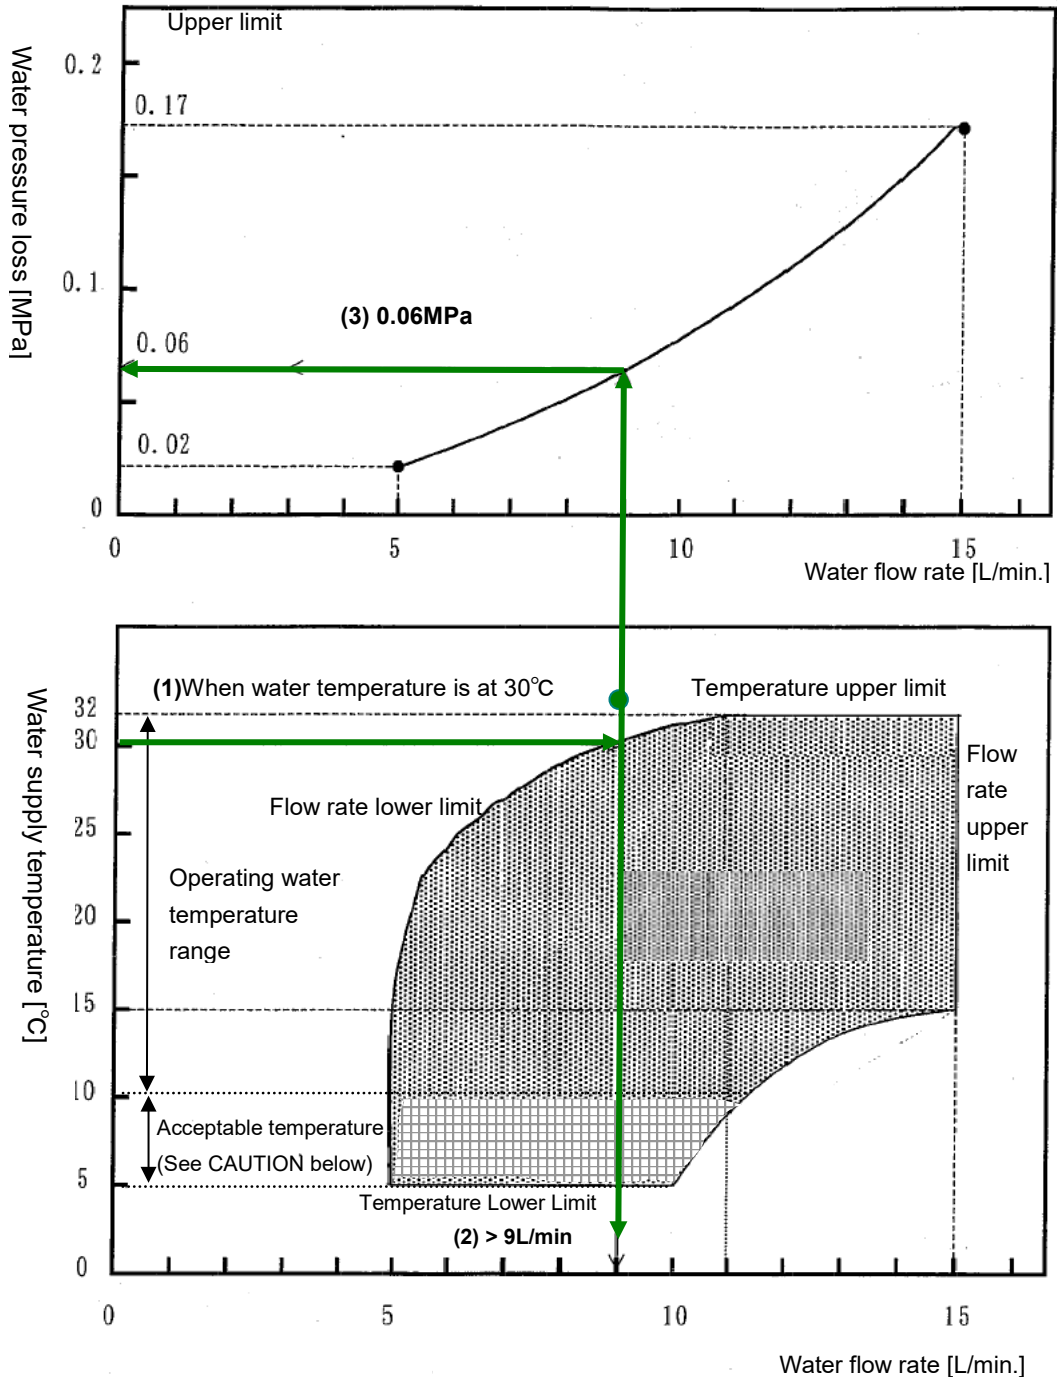 Upper limit
Water pressure loss [MPa]
0.2
0.17
0.1
(3) 0.06MPa
0.06
0.02
0
0
5
10
15
Water flow rate [L/min.]
(1)When water temperature is at 30℃
Temperature upper limit
Water supply temperature [℃]
32
30
Flow
rate
upper
limit
Flow rate lower limit
25
Operating water
temperature
range
20
15
10
Acceptable temperature
(See CAUTION below)
5
Temperature Lower Limit
(2) > 9L/min
0
0
5
10
15
Water flow rate [L/min.]